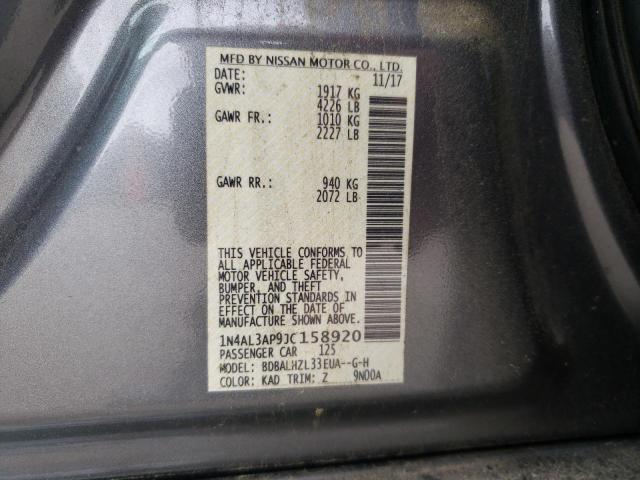 MFD BY NISSAN MOTOR CO., LTD.
DATE: 11/17
GVWR: 1917 KG
4226 LB
GAWR FR.: 1010 KG
2227 LB
GAWR RR.: 940 KG
2072 LB
THIS VEHICLE CONFORMS TO
ALL APPLICABLE FEDERAL
MOTOR VEHICLE SAFETY,
BUMPER, AND THEFT
PREVENTION STANDARDS IN
EFFECT ON THE DATE OF
MANUFACTURE SHOWN ABOVE.
1N4AL3AP9JC158920
PASSENGER CAR 125
MODEL: BDBALHZL33EUA--G-H
COLOR: KAD TRIM: Z 9N00A